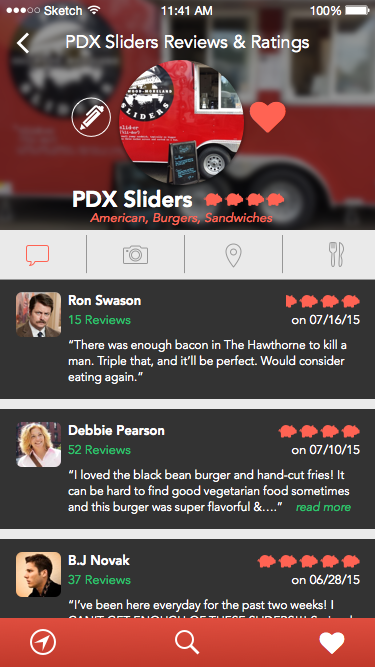 Sketch
11:41 AM
100%
PDX Sliders Reviews & Ratings
WOOD-MORELAND
SLIDERS
PDX Sliders
American, Burgers, Sandwiches
Ron Swason
15 Reviews
on 07/16/15
“There was enough bacon in The Hawthorne to kill a
man. Triple that, and it’ll be perfect. Would consider
eating again.”
Debbie Pearson
52 Reviews
on 07/10/15
“I loved the black bean burger and hand-cut fries! It
can be hard to find good vegetarian food sometimes
and this burger was super flavorful &....” read more
B.J Novak
37 Reviews
on 06/28/15
“I’ve been here everyday for the past two weeks! I